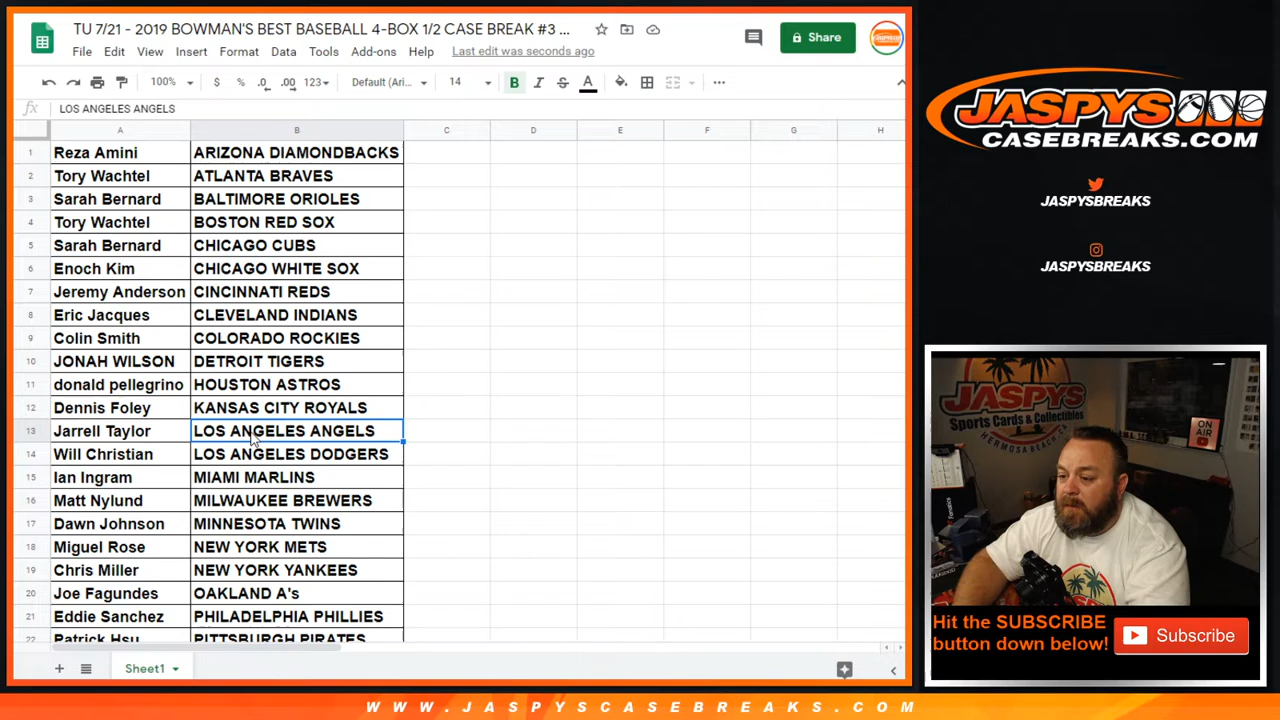 TU 7/21 - 2019 BOWMAN'S BEST BASEBALL 4-BOX 1/2 CASE BREAK #3 ...
File Edit View Insert Format Data Tools Add-ons Help Last edit was seconds ago
Share
100% $ % .0 .00 123 Default (Ari... 14 B I S A
fx LOS ANGELES ANGELS
A B C D E F G H
1 Reza Amini ARIZONA DIAMONDBACKS
2 Tory Wachtel ATLANTA BRAVES
3 Sarah Bernard BALTIMORE ORIOLES
4 Tory Wachtel BOSTON RED SOX
5 Sarah Bernard CHICAGO CUBS
6 Enoch Kim CHICAGO WHITE SOX
7 Jeremy Anderson CINCINNATI REDS
8 Eric Jacques CLEVELAND INDIANS
9 Colin Smith COLORADO ROCKIES
10 JONAH WILSON DETROIT TIGERS
11 donald pellegrino HOUSTON ASTROS
12 Dennis Foley KANSAS CITY ROYALS
13 Jarrell Taylor LOS ANGELES ANGELS
14 Will Christian LOS ANGELES DODGERS
15 Ian Ingram MIAMI MARLINS
16 Matt Nylund MILWAUKEE BREWERS
17 Dawn Johnson MINNESOTA TWINS
18 Miguel Rose NEW YORK METS
19 Chris Miller NEW YORK YANKEES
20 Joe Fagundes OAKLAND A's
21 Eddie Sanchez PHILADELPHIA PHILLIES
22 Patrick Hsu PITTSBURGH PIRATES
Sheet1
JASPYS
CASEBREAKS.COM
JASPYSBREAKS
JASPYSBREAKS
JASPYS
Sports Cards & Collectibles
HERMOSA BEACH, CA
ON AIR
Fanatics
Hit the SUBSCRIBE
button down below!
Subscribe
WWW.JASPYSCASEBREAKS.COM